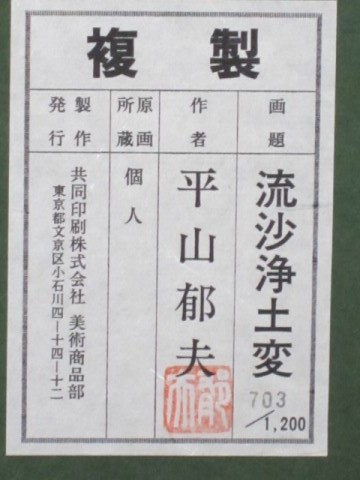 複製
画題
流沙浄土変
703/1,200
作者
平山郁夫
原画所蔵
個人
製作発行
共同印刷株式会社 美術商品部
東京都文京区小石川四ー十四ー十二